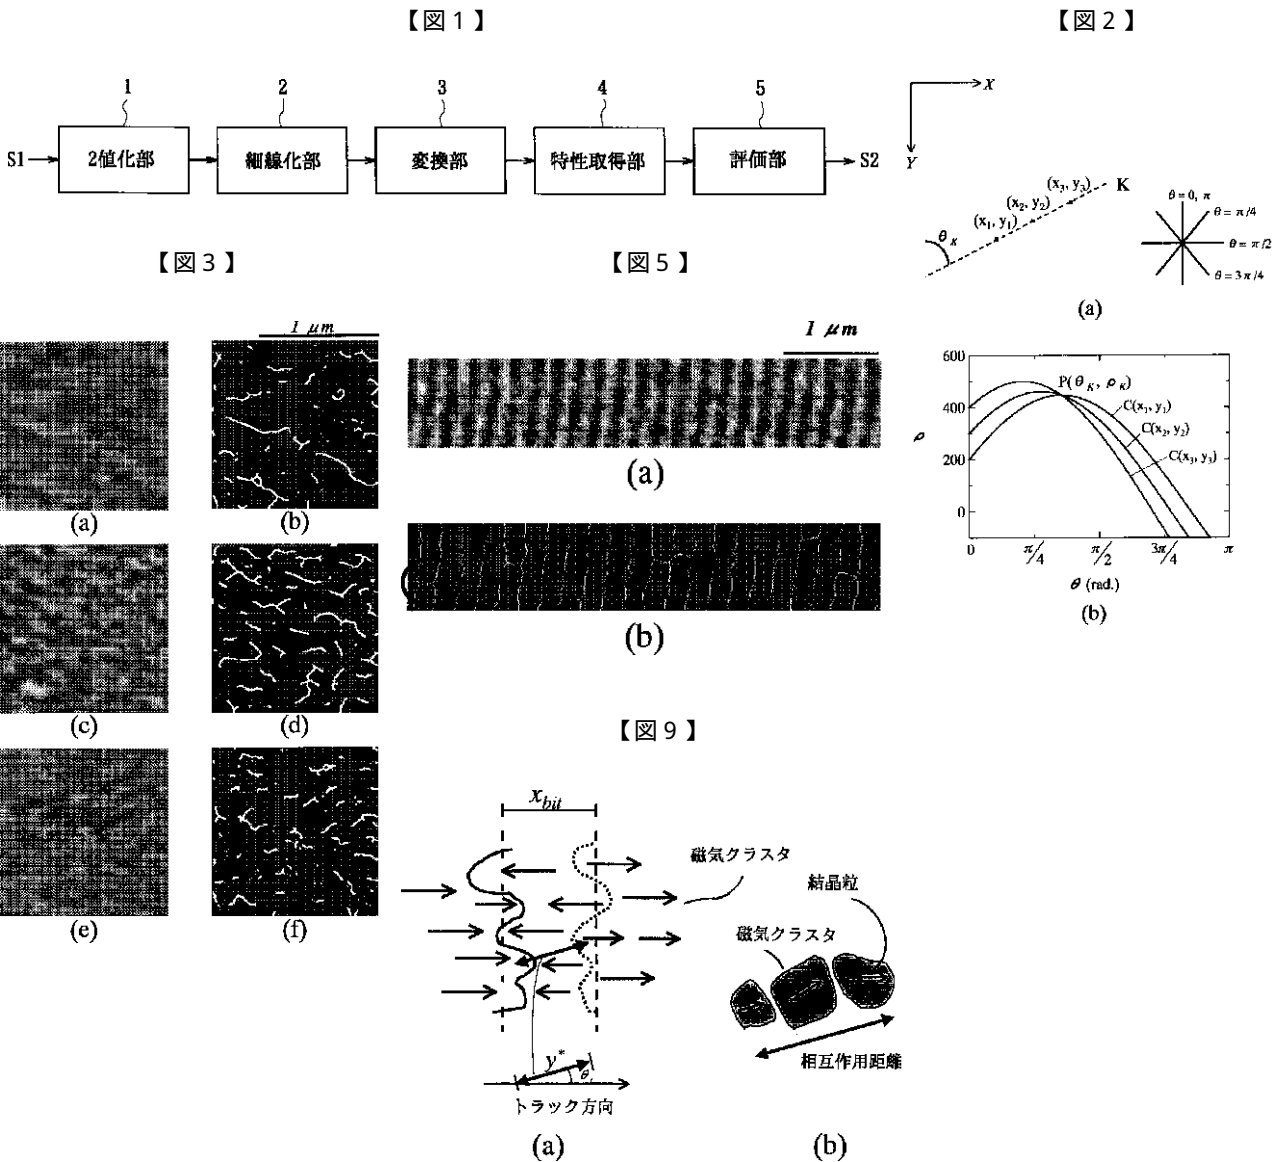 【図１】
1
2
3
4
5
S1
2値化部
細線化部
変換部
特性取得部
評価部
S2
【図２】
X
Y
(x₃, y₃)
K
(x₂, y₂)
(x₁, y₁)
θ_K
θ=0, π
θ=π/4
θ=π/2
θ=3π/4
(a)
600
400
200
0
ρ
P(θ_K, ρ_K)
C(x₁, y₁)
C(x₂, y₂)
C(x₃, y₃)
0
π/4
π/2
3π/4
π
θ (rad.)
(b)
【図３】
1 μm
(a)
(b)
(c)
(d)
(e)
(f)
【図５】
1 μm
(a)
(b)
【図９】
x_bit
磁気クラスタ
y*
θ
トラック方向
(a)
結晶粒
磁気クラスタ
相互作用距離
(b)